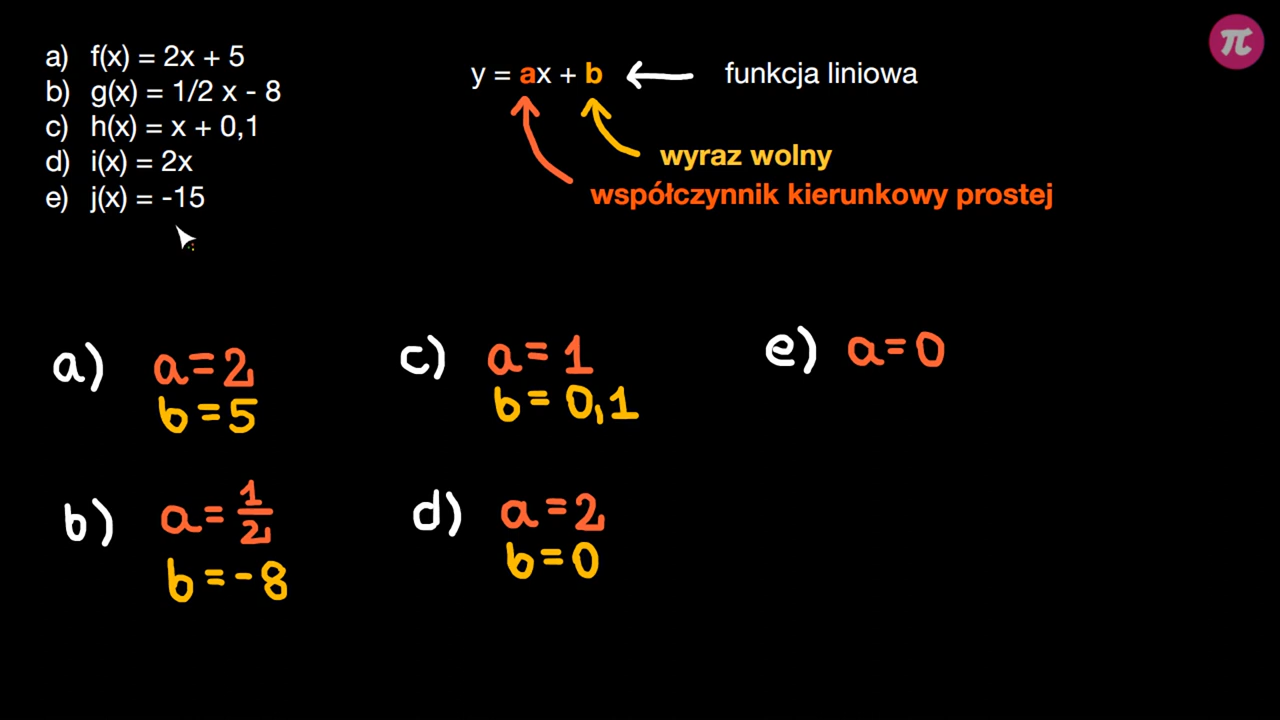 a) f(x) = 2x + 5
b) g(x) = 1/2 x - 8
c) h(x) = x + 0,1
d) i(x) = 2x
e) j(x) = -15
y = ax + b
funkcja liniowa
wyraz wolny
współczynnik kierunkowy prostej
π
a) a = 2
b = 5
b) a = 1/2
b = -8
c) a = 1
b = 0,1
d) a = 2
b = 0
e) a = 0